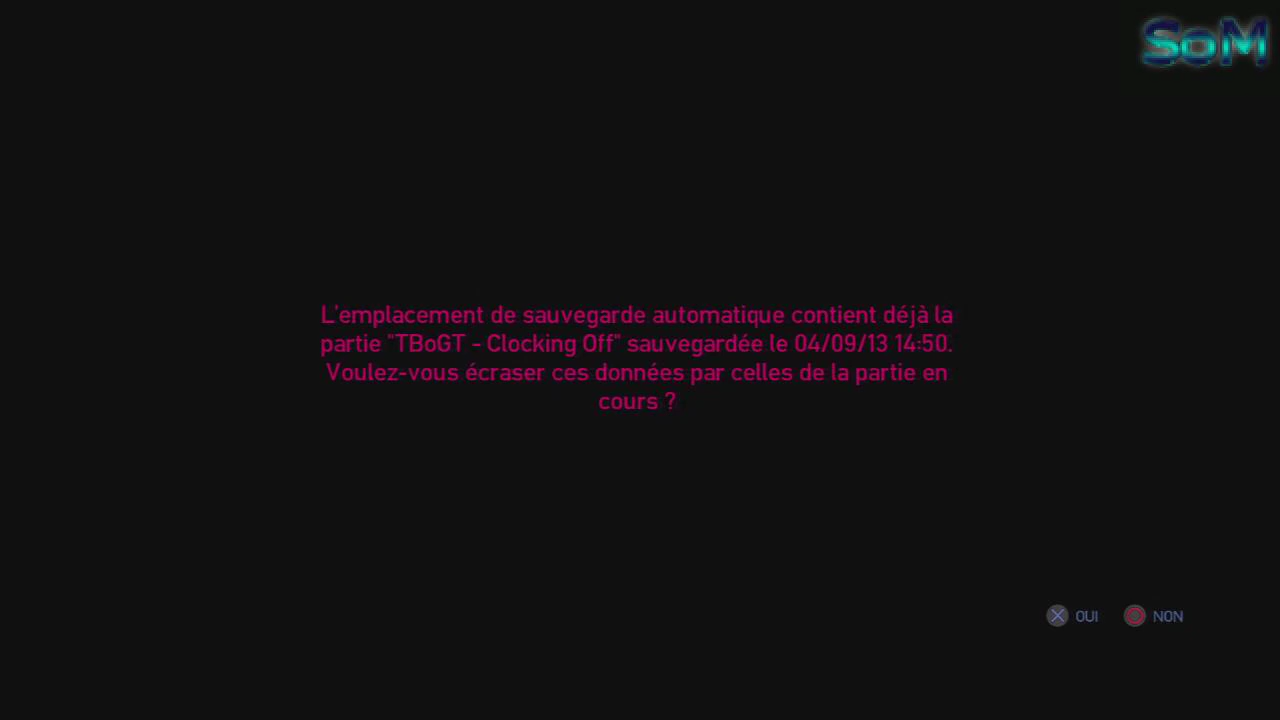 SoM
L'emplacement de sauvegarde automatique contient déjà la
partie "TBoGT - Clocking Off" sauvegardée le 04/09/13 14:50.
Voulez-vous écraser ces données par celles de la partie en
cours ?
OUI NON